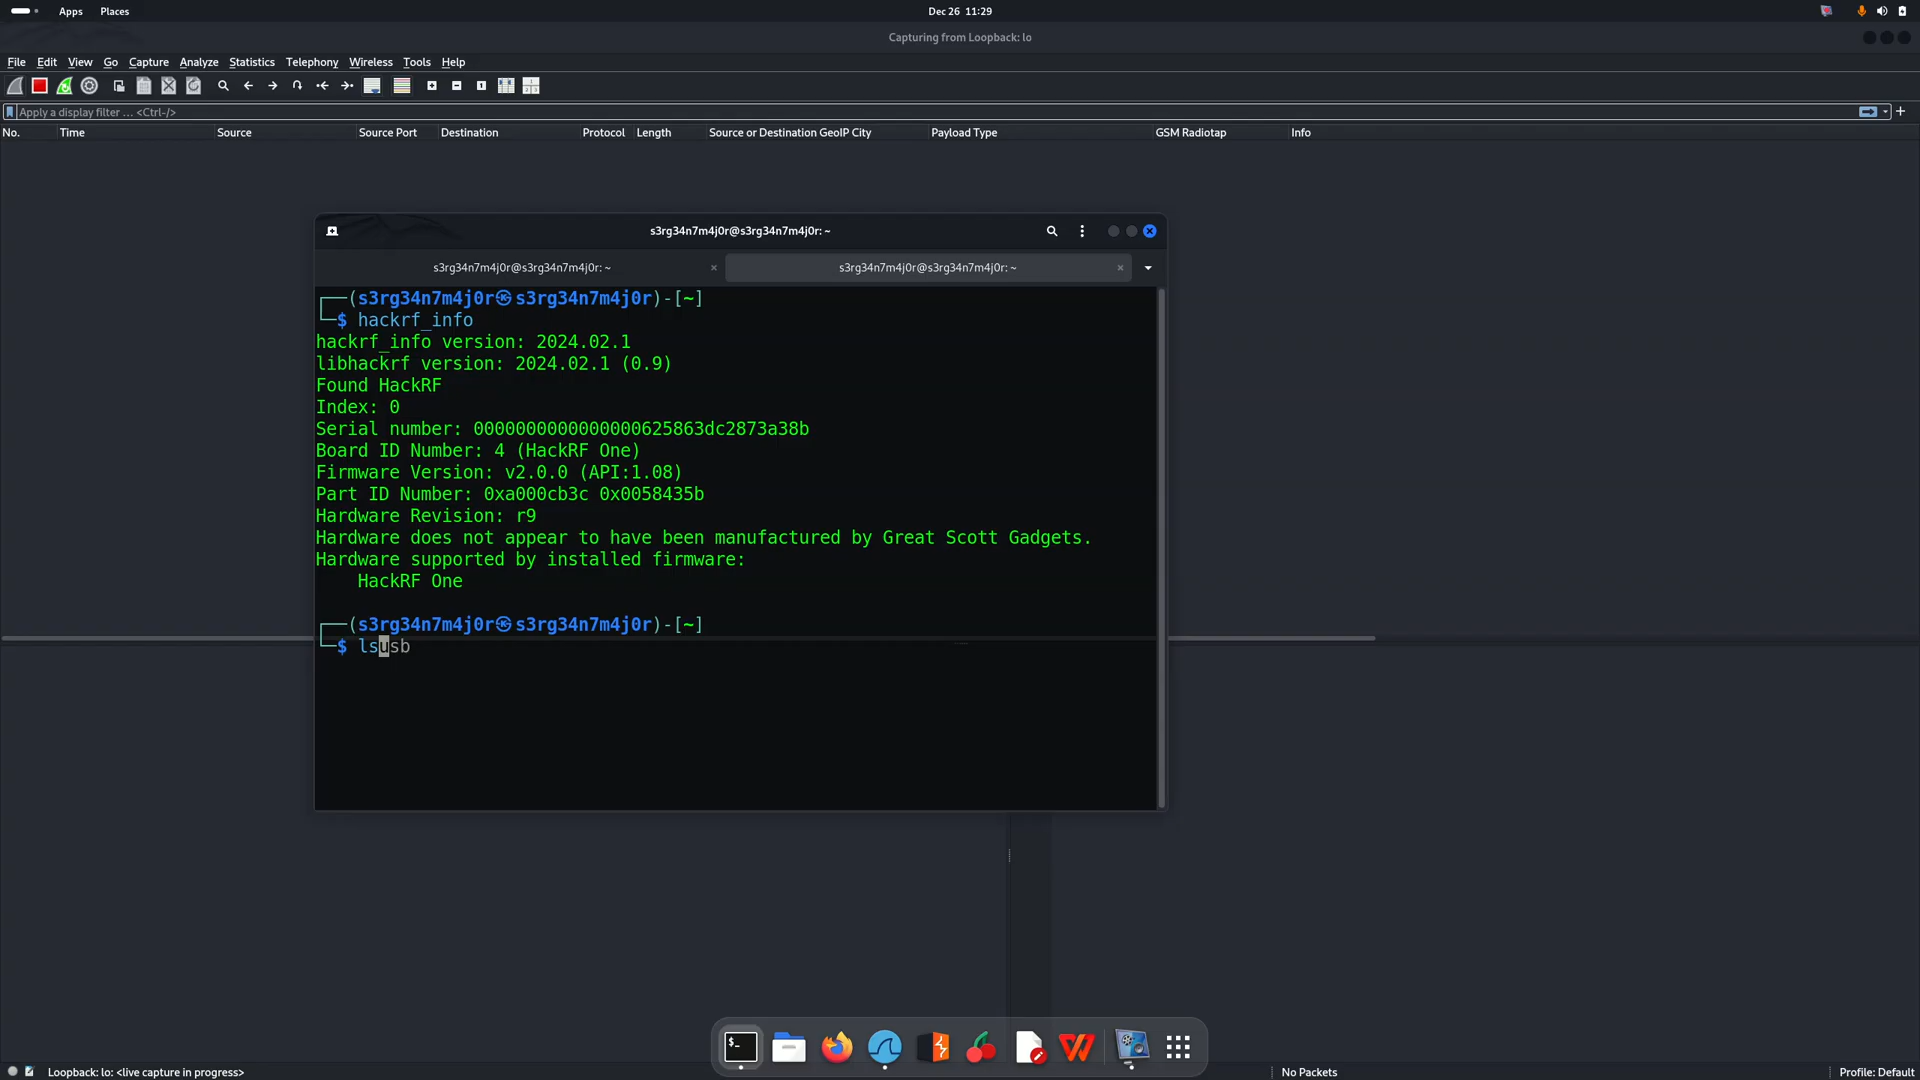 Apps Places Dec 26 11:29
Capturing from Loopback: lo
File Edit View Go Capture Analyze Statistics Telephony Wireless Tools Help
Apply a display filter … <Ctrl-/>
No. Time Source Source Port Destination Protocol Length Source or Destination GeoIP City Payload Type GSM Radiotap Info
s3rg34n7m4j0r@s3rg34n7m4j0r: ~
s3rg34n7m4j0r@s3rg34n7m4j0r: ~ s3rg34n7m4j0r@s3rg34n7m4j0r: ~
┌──(s3rg34n7m4j0r㉿s3rg34n7m4j0r)-[~]
└─$ hackrf_info
hackrf_info version: 2024.02.1
libhackrf version: 2024.02.1 (0.9)
Found HackRF
Index: 0
Serial number: 0000000000000000625863dc2873a38b
Board ID Number: 4 (HackRF One)
Firmware Version: v2.0.0 (API:1.08)
Part ID Number: 0xa000cb3c 0x0058435b
Hardware Revision: r9
Hardware does not appear to have been manufactured by Great Scott Gadgets.
Hardware supported by installed firmware:
HackRF One
┌──(s3rg34n7m4j0r㉿s3rg34n7m4j0r)-[~]
└─$ lsusb
Loopback: lo: <live capture in progress> No Packets Profile: Default